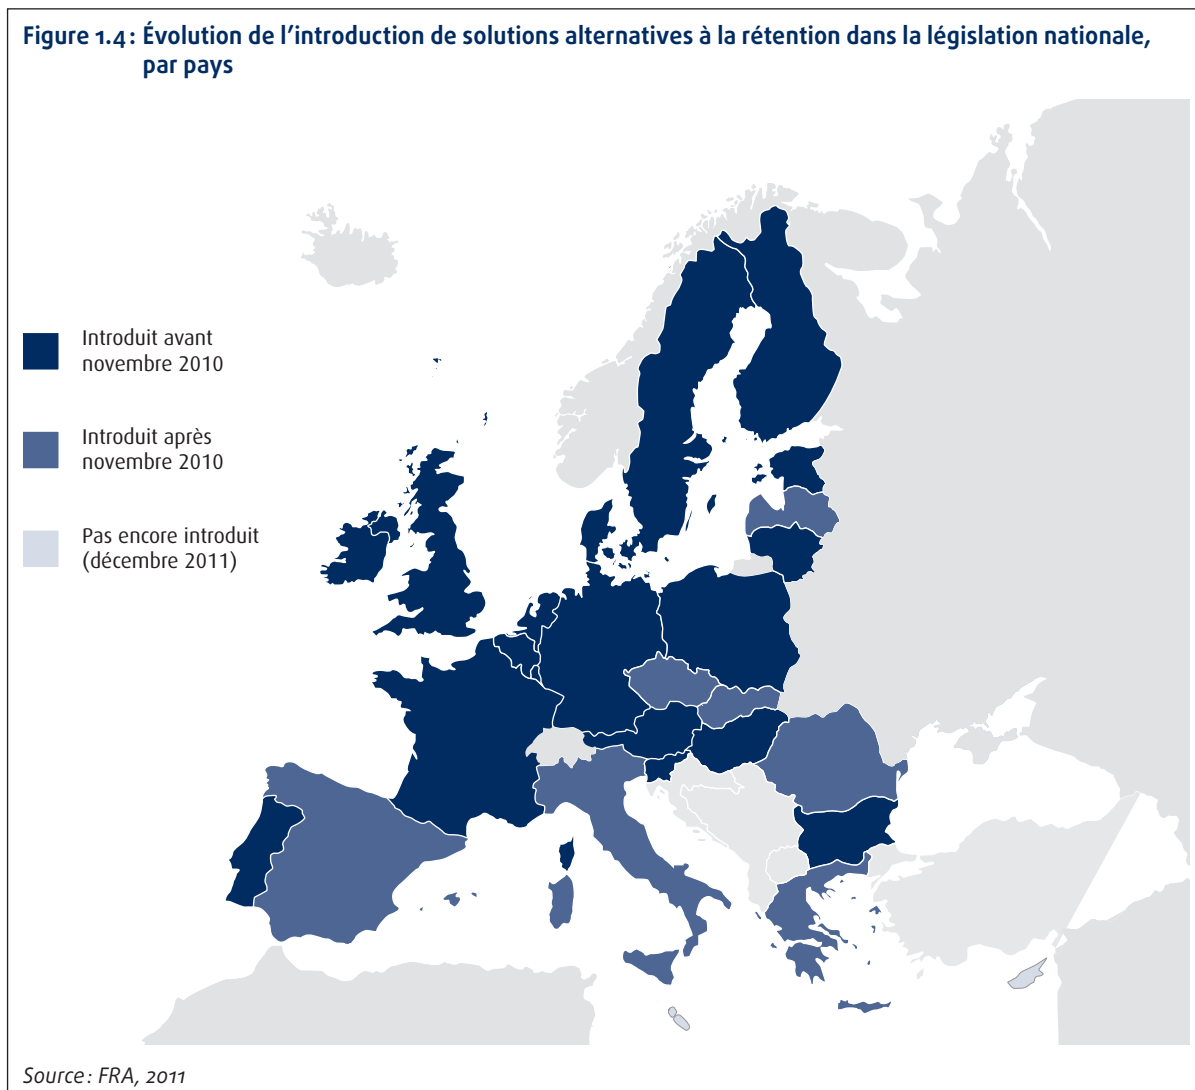 Figure 1.4 : Évolution de l’introduction de solutions alternatives à la rétention dans la législation nationale,
par pays
Introduit avant
novembre 2010
Introduit après
novembre 2010
Pas encore introduit
(décembre 2011)
Source : FRA, 2011